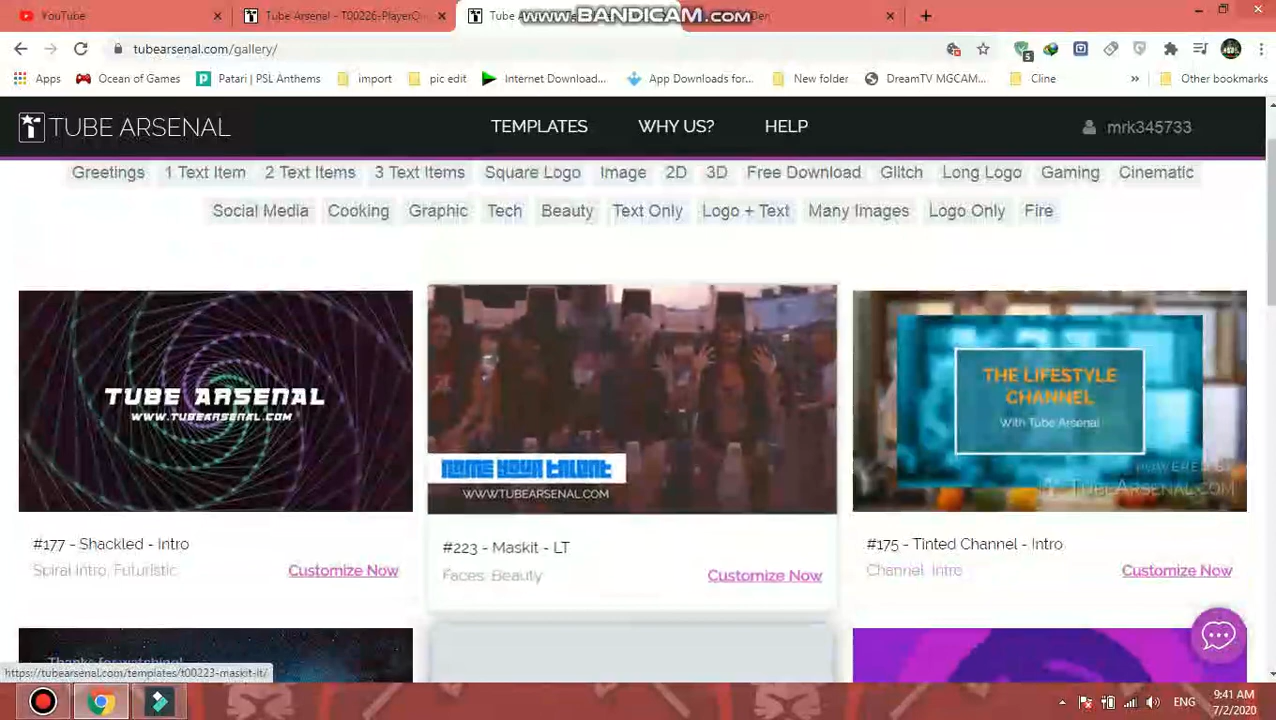 YouTube
Tube Arsenal - T00226-Player
Tube A
www.BANDICAM.com
tubearsenal.com/gallery/
5
Apps
Ocean of Games
Patari | PSL Anthems
import
pic edit
Internet Download...
App Downloads for...
New folder
DreamTV MGCAM...
Cline
»
Other bookmarks
TUBE ARSENAL
TEMPLATES
WHY US?
HELP
mrk345733
Greetings
1 Text Item
2 Text Items
3 Text Items
Square Logo
Image
2D
3D
Free Download
Glitch
Long Logo
Gaming
Cinematic
Social Media
Cooking
Graphic
Tech
Beauty
Text Only
Logo + Text
Many Images
Logo Only
Fire
TUBE ARSENAL
WWW.TUBEARSENAL.COM
NAME YOUR TALENT
WWW.TUBEARSENAL.COM
THE LIFESTYLE
CHANNEL
With Tube Arsenal
POWERED BY
TUBEARSENAL.COM
#177 - Shackled - Intro
Spiral Intro, Futuristic
Customize Now
#223 - Maskit - LT
Faces, Beauty
Customize Now
#175 - Tinted Channel - Intro
Channel, Intro
Customize Now
Thanks for watching!
https://tubearsenal.com/templates/t00223-maskit-lt/
ENG
9:41 AM
7/2/2020